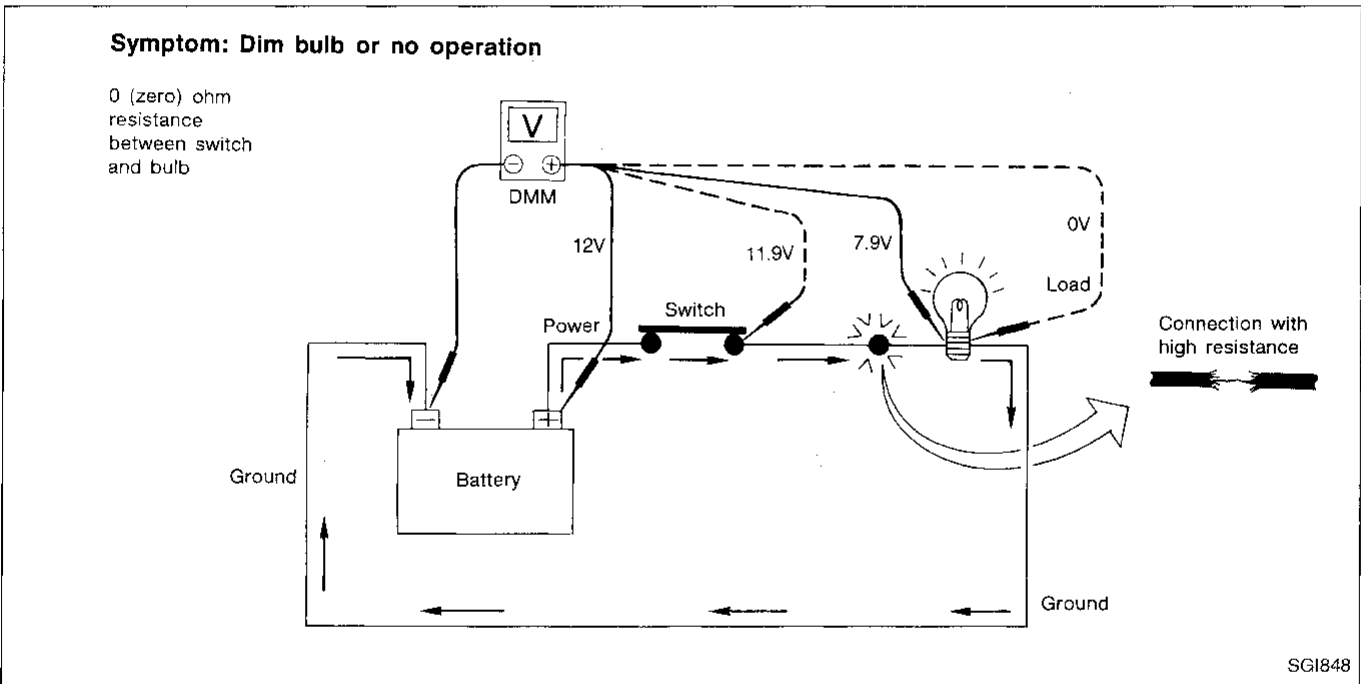 Symptom: Dim bulb or no operation
0 (zero) ohm
resistance
between switch
and bulb
V
− +
DMM
12V
11.9V
7.9V
0V
Load
Switch
Power
Connection with
high resistance
− +
Ground
Battery
Ground
SGI848